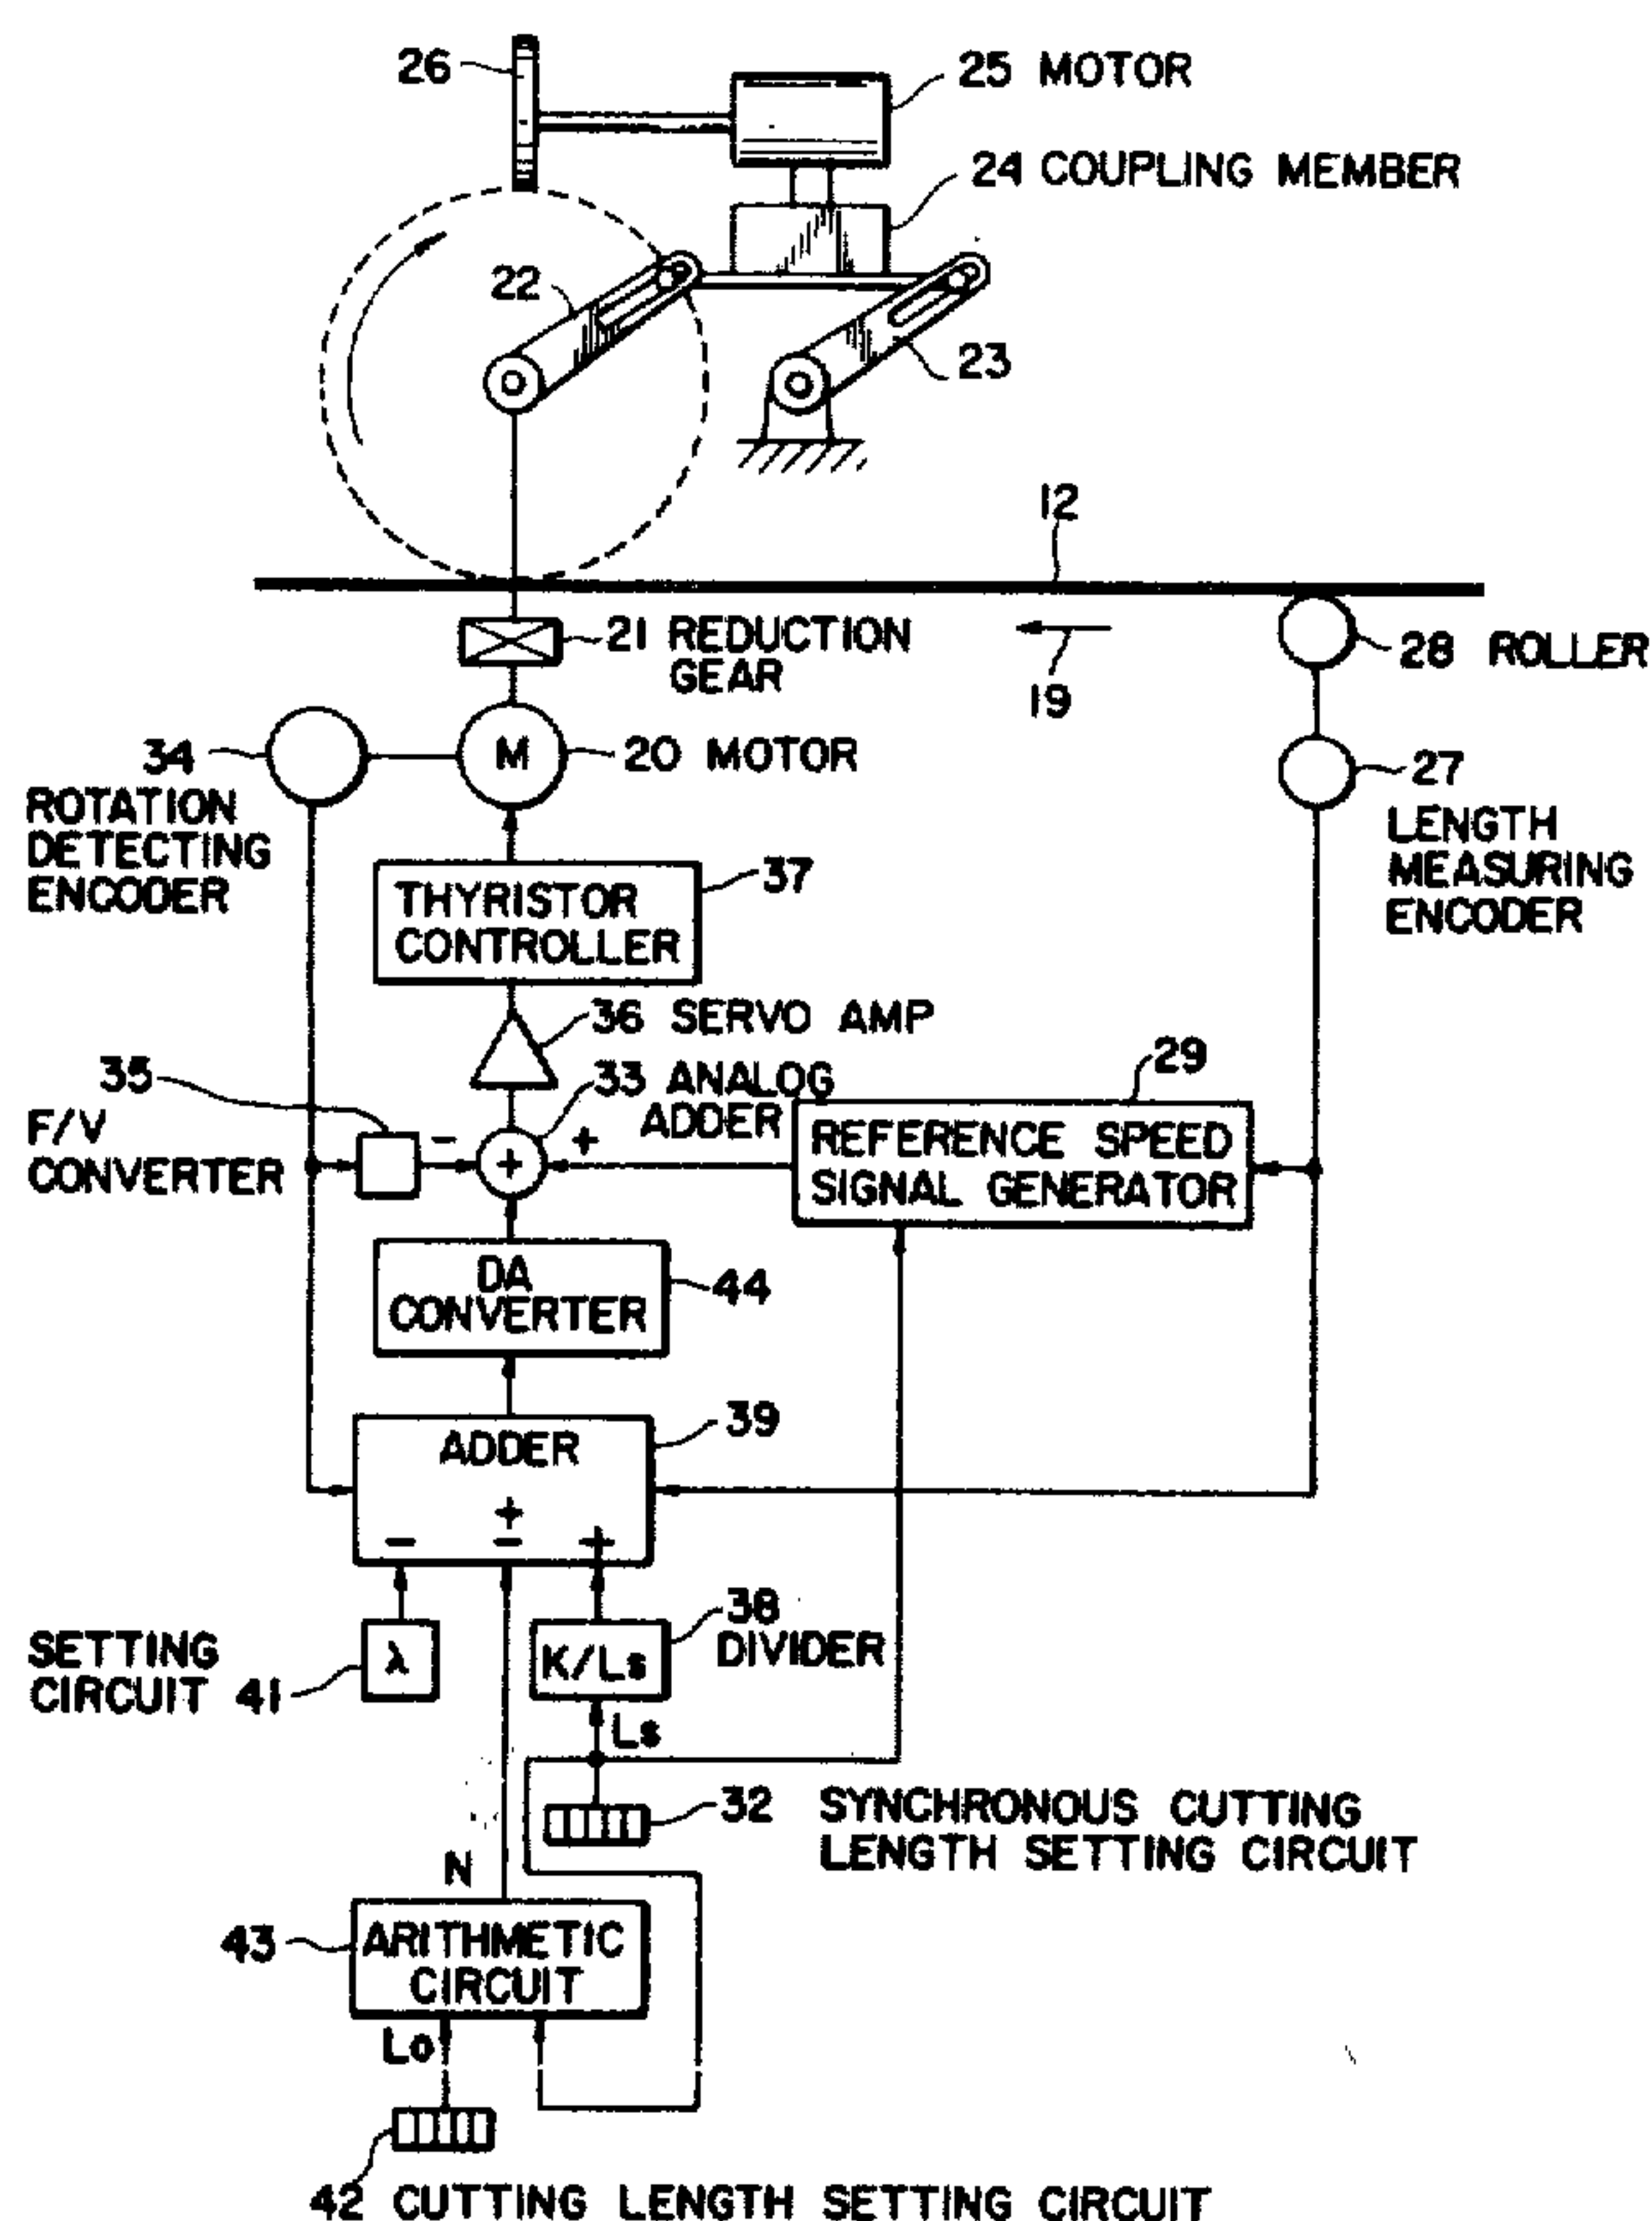 26
25 MOTOR
24 COUPLING MEMBER
22
23
12
21 REDUCTION
GEAR
19
28 ROLLER
34
ROTATION
DETECTING
ENCODER
M
20 MOTOR
27
LENGTH
MEASURING
ENCODER
THYRISTOR
CONTROLLER
37
36 SERVO AMP
35
F/V
CONVERTER
33 ANALOG
ADDER
29
REFERENCE SPEED
SIGNAL GENERATOR
-
+
+
DA
CONVERTER
44
ADDER
39
+
- - +
SETTING
CIRCUIT 41
λ
K/Ls
38
DIVIDER
Ls
32
SYNCHRONOUS CUTTING
LENGTH SETTING CIRCUIT
N
43
ARITHMETIC
CIRCUIT
Lo
42 CUTTING LENGTH SETTING CIRCUIT